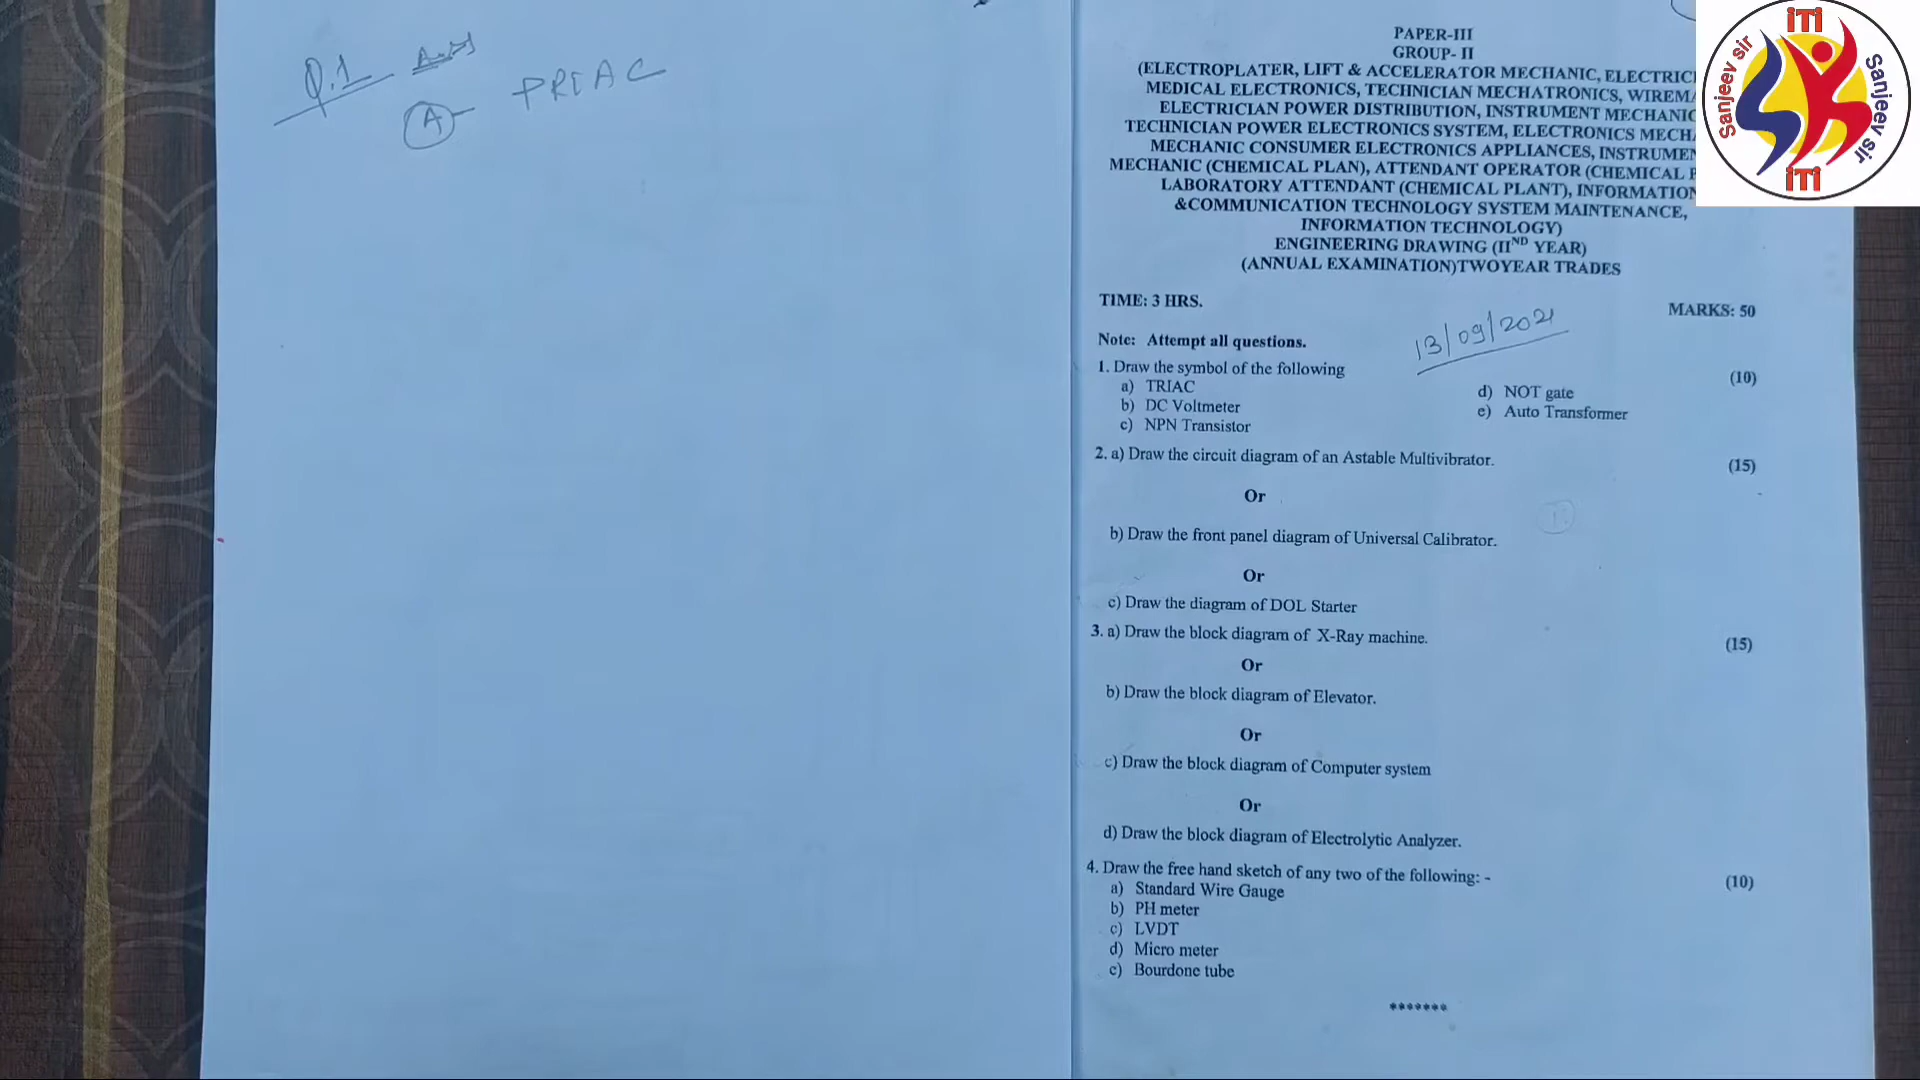 Q.1 Ans
A - PRIAC
PAPER-III
GROUP- II
(ELECTROPLATER, LIFT & ACCELERATOR MECHANIC, ELECTRIC
MEDICAL ELECTRONICS, TECHNICIAN MECHATRONICS, WIREMA
ELECTRICIAN POWER DISTRIBUTION, INSTRUMENT MECHANIC
TECHNICIAN POWER ELECTRONICS SYSTEM, ELECTRONICS MECHA
MECHANIC CONSUMER ELECTRONICS APPLIANCES, INSTRUMEN
MECHANIC (CHEMICAL PLAN), ATTENDANT OPERATOR (CHEMICAL P
LABORATORY ATTENDANT (CHEMICAL PLANT), INFORMATION
&COMMUNICATION TECHNOLOGY SYSTEM MAINTENANCE,
INFORMATION TECHNOLOGY)
ENGINEERING DRAWING (IIND YEAR)
(ANNUAL EXAMINATION)TWOYEAR TRADES
TIME: 3 HRS. MARKS: 50
13/09/2021
Note: Attempt all questions.
1. Draw the symbol of the following (10)
a) TRIAC d) NOT gate
b) DC Voltmeter e) Auto Transformer
c) NPN Transistor
2. a) Draw the circuit diagram of an Astable Multivibrator. (15)
Or
b) Draw the front panel diagram of Universal Calibrator.
Or
c) Draw the diagram of DOL Starter
3. a) Draw the block diagram of X-Ray machine. (15)
Or
b) Draw the block diagram of Elevator.
Or
c) Draw the block diagram of Computer system
Or
d) Draw the block diagram of Electrolytic Analyzer.
4. Draw the free hand sketch of any two of the following: - (10)
a) Standard Wire Gauge
b) PH meter
c) LVDT
d) Micro meter
e) Bourdone tube
*******
iTi
Sanjeev sir
Sanjeev sir
iTi